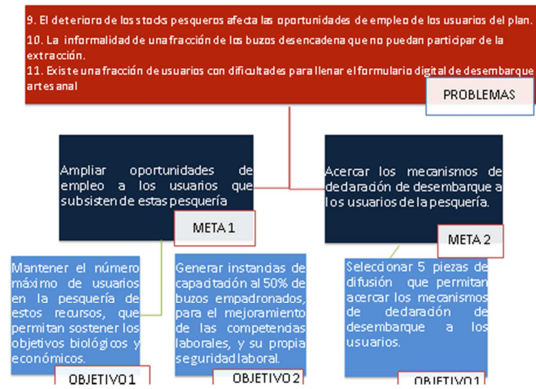 9. El deterioro de los stocks pesqueros afecta las oportunidades de empleo de los usuarios del plan.
10. La informalidad de una fracción de los buzos desencadena que no puedan participar de la
extracción.
11. Existe una fracción de usuarios con dificultades para llenar el formulario digital de desembarque
artesanal
PROBLEMAS
Ampliar oportunidades de
empleo a los usuarios que
subsisten de estas pesquería
META 1
Acercar los mecanismos de
declaración de desembarque a
los usuarios de la pesquería.
META 2
Mantener el número
máximo de usuarios
en la pesquería de
estos recursos, que
permitan sostener los
objetivos biológicos y
económicos.
OBJETIVO 1
Generar instancias de
capacitación al 50% de
buzos empadronados,
para el mejoramiento
de las competencias
laborales, y su propia
seguridad laboral.
OBJETIVO 2
Seleccionar 5 piezas de
difusión que permitan
acercar los mecanismos
de declaración de
desembarque a los
usuarios.
OBJETIVO 1